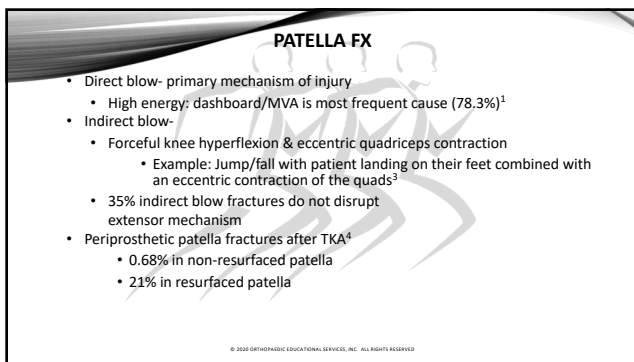 PATELLA FX
• Direct blow- primary mechanism of injury
• High energy: dashboard/MVA is most frequent cause (78.3%)¹
• Indirect blow-
• Forceful knee hyperflexion & eccentric quadriceps contraction
• Example: Jump/fall with patient landing on their feet combined with
an eccentric contraction of the quads³
• 35% indirect blow fractures do not disrupt
extensor mechanism
• Periprosthetic patella fractures after TKA⁴
• 0.68% in non-resurfaced patella
• 21% in resurfaced patella
© 2020 ORTHOPAEDIC EDUCATIONAL SERVICES, INC. ALL RIGHTS RESERVED